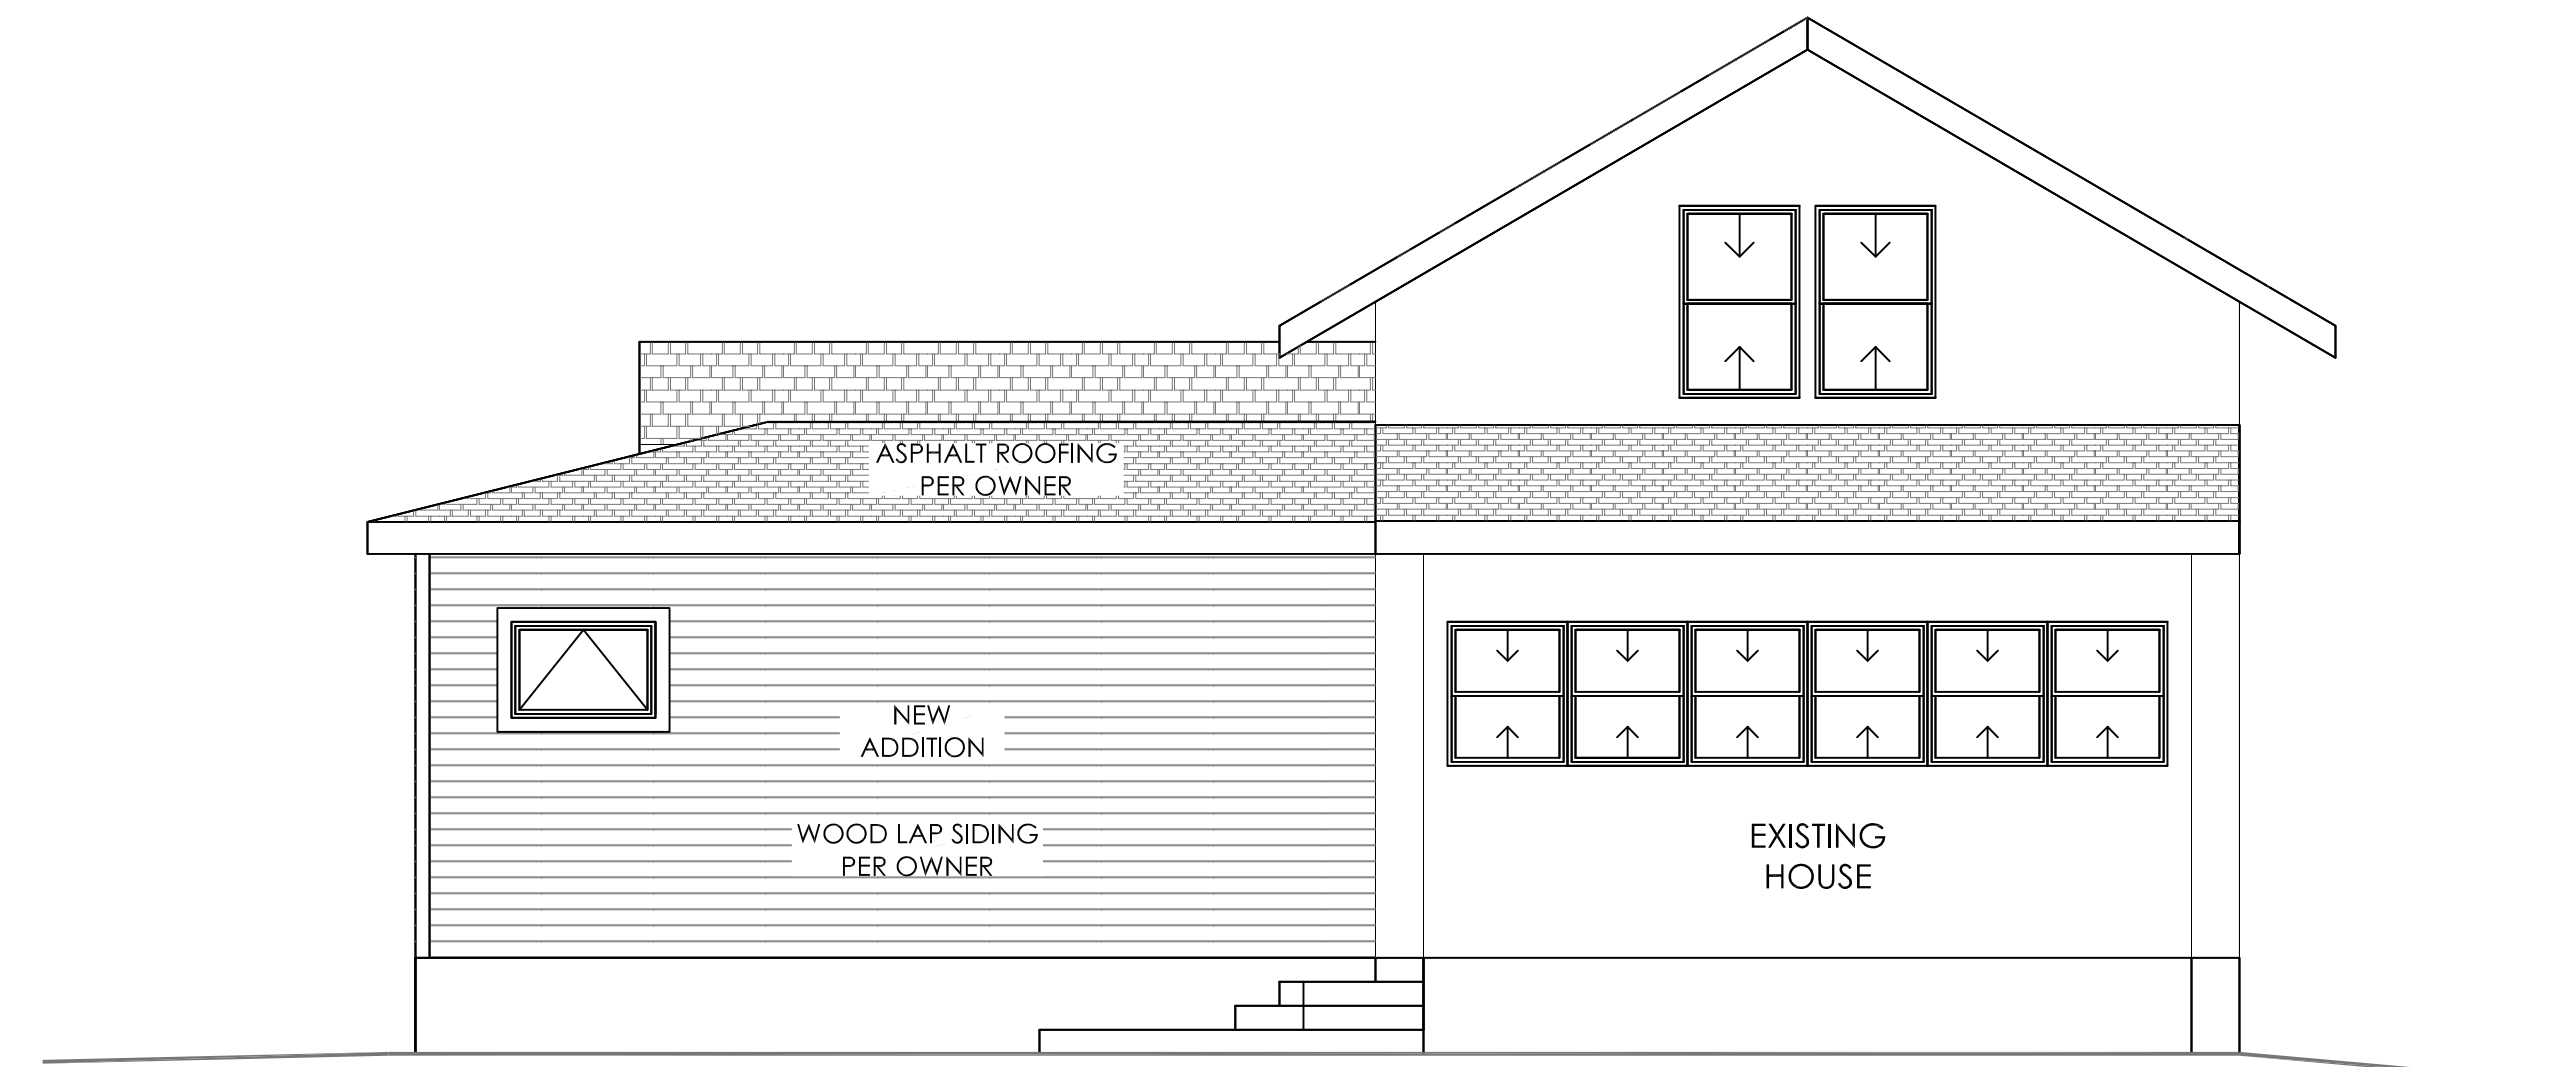 ASPHALT ROOFING
PER OWNER
NEW
ADDITION
WOOD LAP SIDING
PER OWNER
EXISTING
HOUSE